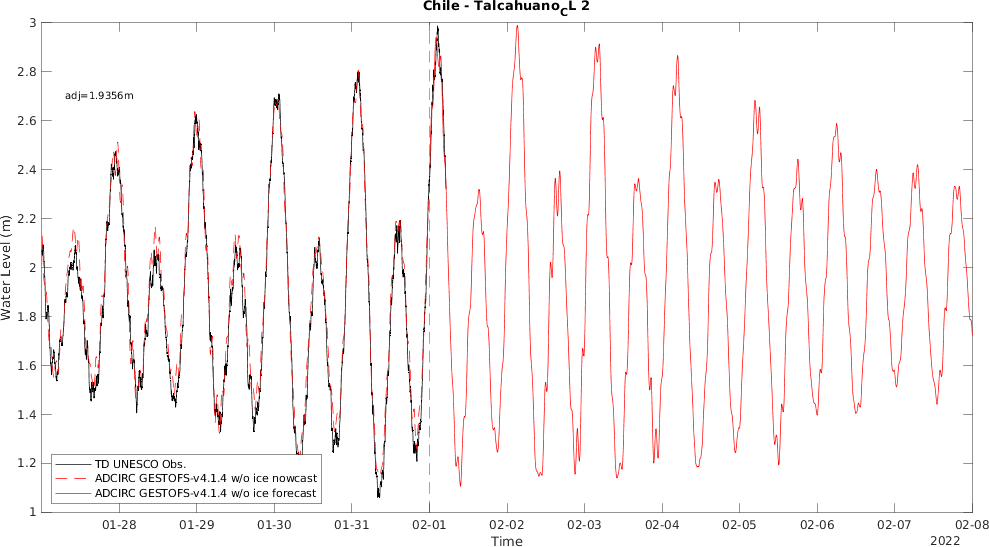 Chile - Talcahuano_CL 2
3
2.8
adj=1.9356m
2.6
2.4
2.2
2
1.8
1.6
1.4
1.2
1
Water Level (m)
TD UNESCO Obs.
ADCIRC GESTOFS-v4.1.4 w/o ice nowcast
ADCIRC GESTOFS-v4.1.4 w/o ice forecast
01-28 01-29 01-30 01-31 02-01 02-02 02-03 02-04 02-05 02-06 02-07 02-08
Time
2022